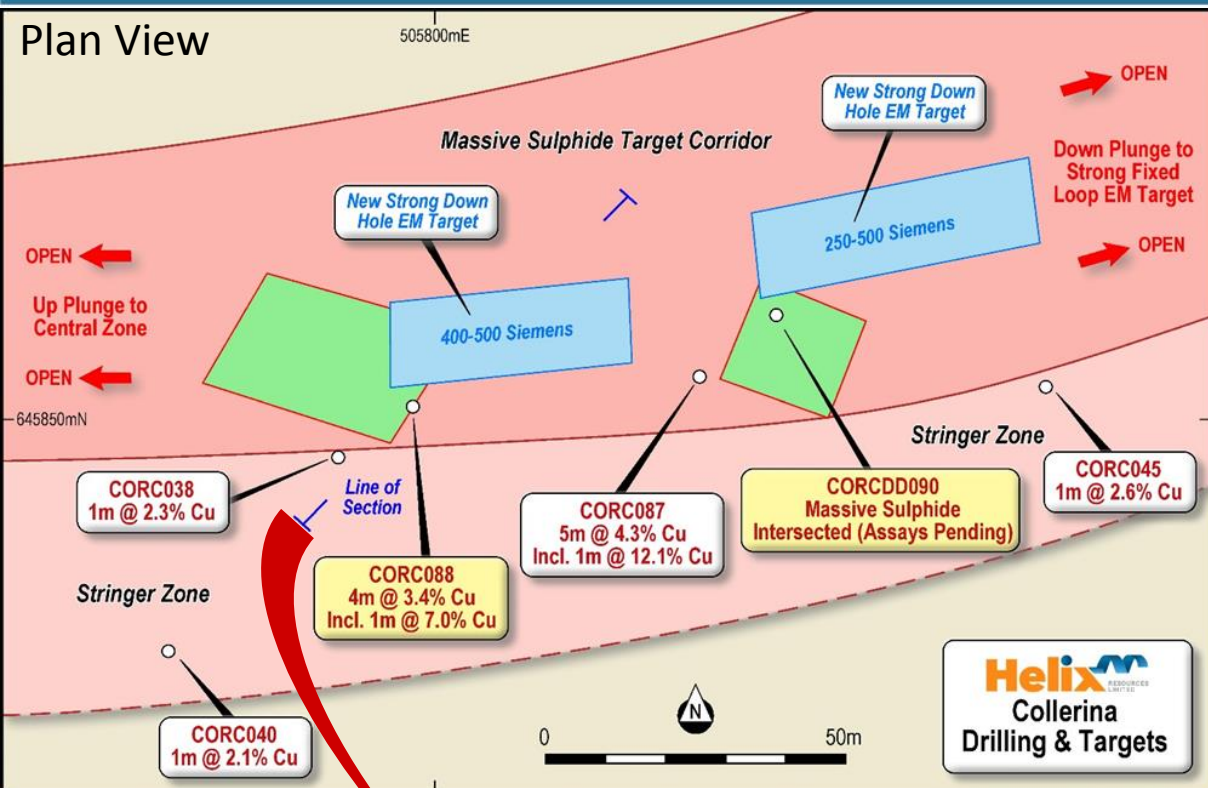 Plan View
505800mE
OPEN
New Strong Down
Hole EM Target
Massive Sulphide Target Corridor
Down Plunge to
Strong Fixed
Loop EM Target
New Strong Down
Hole EM Target
250-500 Siemens
OPEN
OPEN
Up Plunge to
Central Zone
400-500 Siemens
OPEN
645850mN
Stringer Zone
CORC038
1m @ 2.3% Cu
Line of
Section
CORC087
5m @ 4.3% Cu
Incl. 1m @ 12.1% Cu
CORCDD090
Massive Sulphide
Intersected (Assays Pending)
CORC045
1m @ 2.6% Cu
CORC088
4m @ 3.4% Cu
Incl. 1m @ 7.0% Cu
Stringer Zone
CORC040
1m @ 2.1% Cu
N
0
50m
Helix
RESOURCES
LIMITED
Collerina
Drilling & Targets